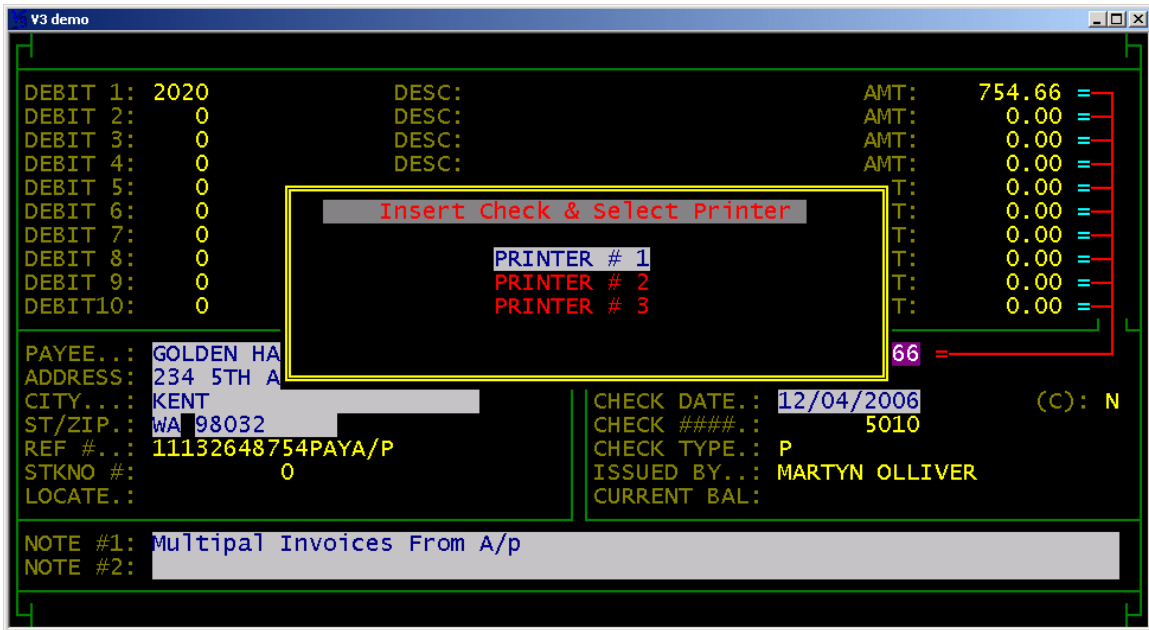 V3 demo
DEBIT 1: 2020 DESC: AMT: 754.66 =
DEBIT 2: 0 DESC: AMT: 0.00 =
DEBIT 3: 0 DESC: AMT: 0.00 =
DEBIT 4: 0 DESC: AMT: 0.00 =
DEBIT 5: 0 T: 0.00 =
DEBIT 6: 0 Insert Check & Select Printer T: 0.00 =
DEBIT 7: 0 T: 0.00 =
DEBIT 8: 0 PRINTER # 1 T: 0.00 =
DEBIT 9: 0 PRINTER # 2 T: 0.00 =
DEBIT10: 0 PRINTER # 3 T: 0.00 =
PAYEE..: GOLDEN HA 66 =
ADDRESS: 234 5TH A
CITY...: KENT CHECK DATE.: 12/04/2006 (C): N
ST/ZIP.: WA 98032 CHECK ####.: 5010
REF #..: 11132648754PAYA/P CHECK TYPE.: P
STKNO #: 0 ISSUED BY..: MARTYN OLLIVER
LOCATE.: CURRENT BAL:
NOTE #1: Multipal Invoices From A/p
NOTE #2: